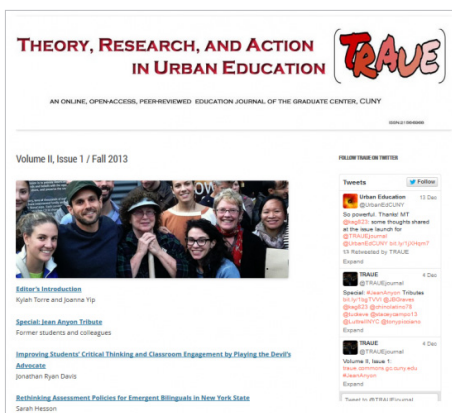 THEORY, RESEARCH, AND ACTION
IN URBAN EDUCATION
TRAUE
AN ONLINE, OPEN-ACCESS, PEER-REVIEWED EDUCATION JOURNAL OF THE GRADUATE CENTER, CUNY
Volume II, Issue 1 / Fall 2013
Editor's Introduction
Kylah Torre and Joanna Yip
Special: Jean Anyon Tribute
Former students and colleagues
Improving Students' Critical Thinking and Classroom Engagement by Playing the Devil's
Advocate
Jonathan Ryan Davis
Rethinking Assessment Policies for Emergent Bilinguals in New York State
Sarah Hesson
FOLLOW TRAUE ON TWITTER
Tweets
Follow
Urban Education
13 Dec
@UrbanEdCUNY
So powerful. Thanks! MT
some thoughts shared
at the issue launch for
@TRAUEjournal
@UrbanEdCUNY
Retweeted by TRAUE
Expand
TRAUE
4 Dec
@TRAUEjournal
Special: #JeanAnyon Tributes
Expand
TRAUE
4 Dec
@TRAUEjournal
Volume II, Issue 1:
traue.commons.gc.cuny.edu
#JeanAnyon
Expand
Tweet to @TRAUEjournal